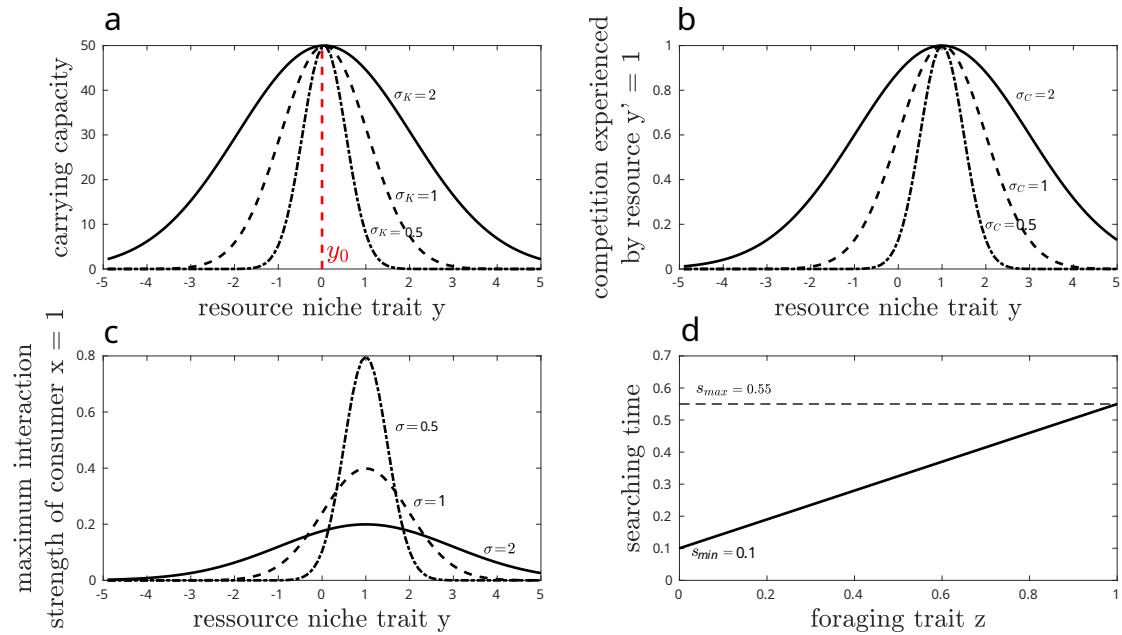 a
carrying capacity
50
40
30
20
10
0
-5 -4 -3 -2 -1 0 1 2 3 4 5
σK=2
σK=1
σK=0.5
y0
resource niche trait y
b
competition experienced
by resource y' = 1
1
0.8
0.6
0.4
0.2
0
-5 -4 -3 -2 -1 0 1 2 3 4 5
σC=2
σC=1
σC=0.5
resource niche trait y
c
maximum interaction
strength of consumer x = 1
0.8
0.6
0.4
0.2
0
-5 -4 -3 -2 -1 0 1 2 3 4 5
σ=0.5
σ=1
σ=2
ressource niche trait y
d
searching time
0.7
0.6
0.5
0.4
0.3
0.2
0.1
0
0 0.2 0.4 0.6 0.8 1
smax = 0.55
smin = 0.1
foraging trait z